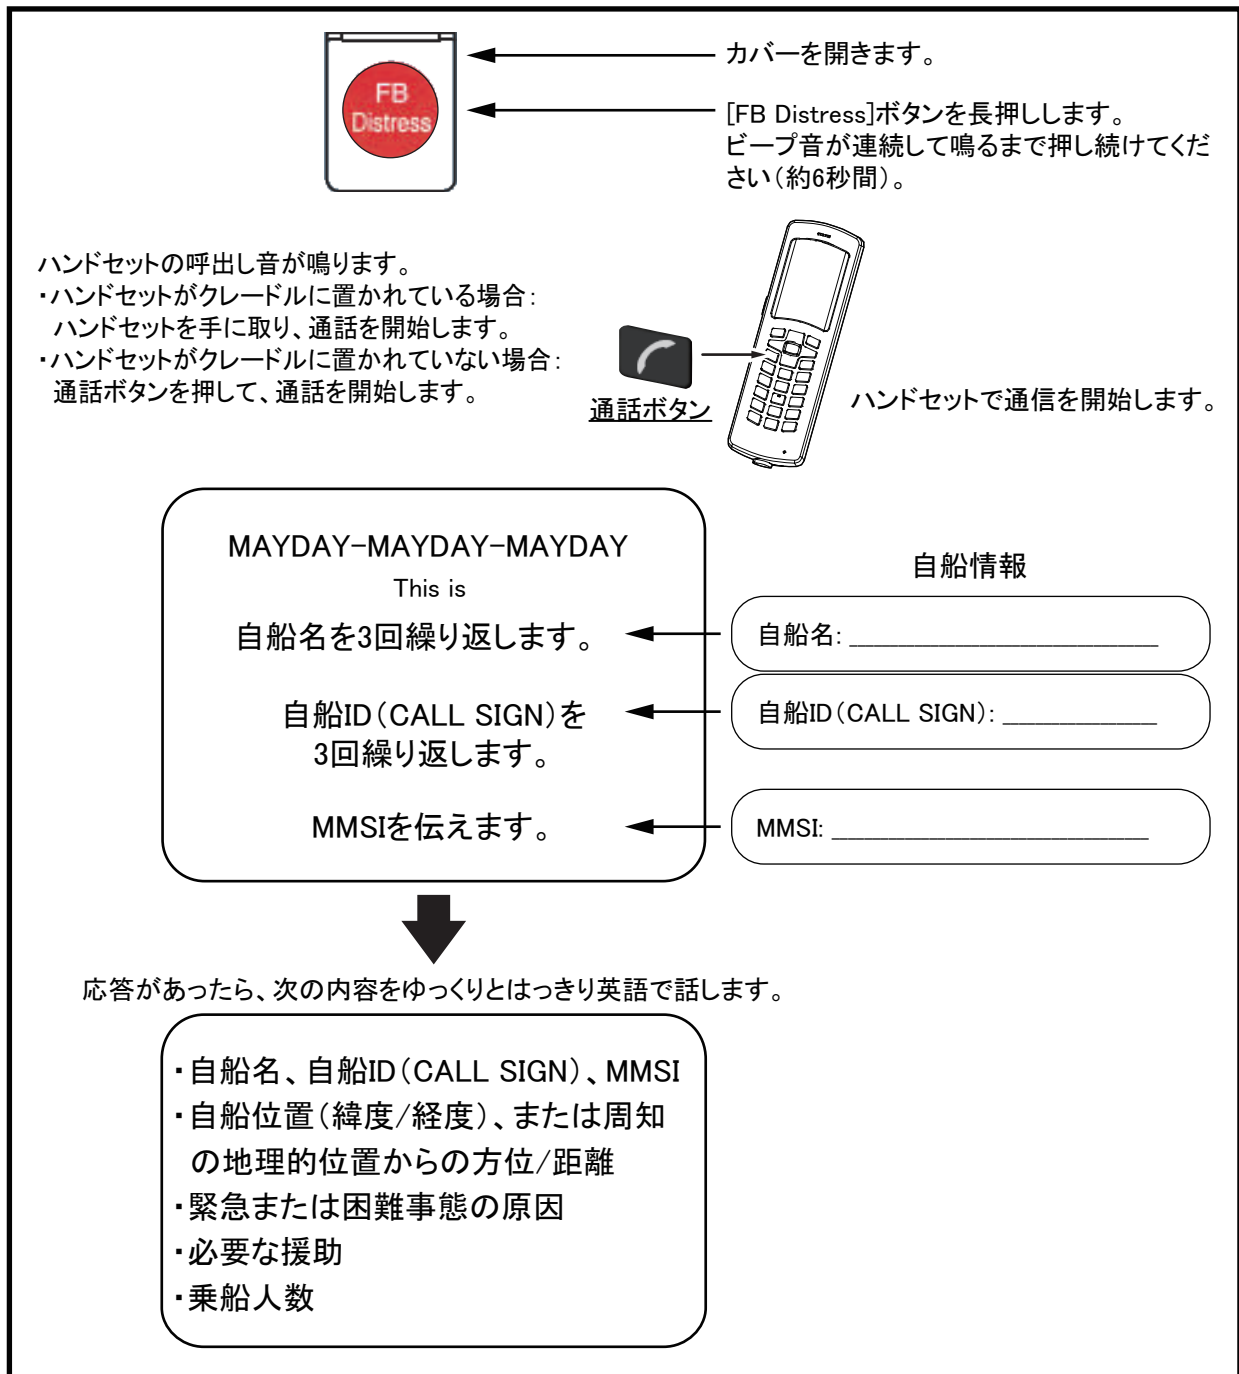 カバーを開きます。
FB
Distress
[FB Distress]ボタンを長押しします。
ビープ音が連続して鳴るまで押し続けてくだ
さい（約6秒間）。
ハンドセットの呼出し音が鳴ります。
・ハンドセットがクレードルに置かれている場合：
ハンドセットを手に取り、通話を開始します。
・ハンドセットがクレードルに置かれていない場合：
通話ボタンを押して、通話を開始します。
通話ボタン
ハンドセットで通信を開始します。
MAYDAY-MAYDAY-MAYDAY
This is
自船名を3回繰り返します。
自船ID（CALL SIGN）を
3回繰り返します。
MMSIを伝えます。
自船情報
自船名: ____________________________
自船ID（CALL SIGN）: ______________
MMSI: _____________________________
応答があったら、次の内容をゆっくりとはっきり英語で話します。
・自船名、自船ID（CALL SIGN）、MMSI
・自船位置（緯度/経度）、または周知
の地理的位置からの方位/距離
・緊急または困難事態の原因
・必要な援助
・乗船人数